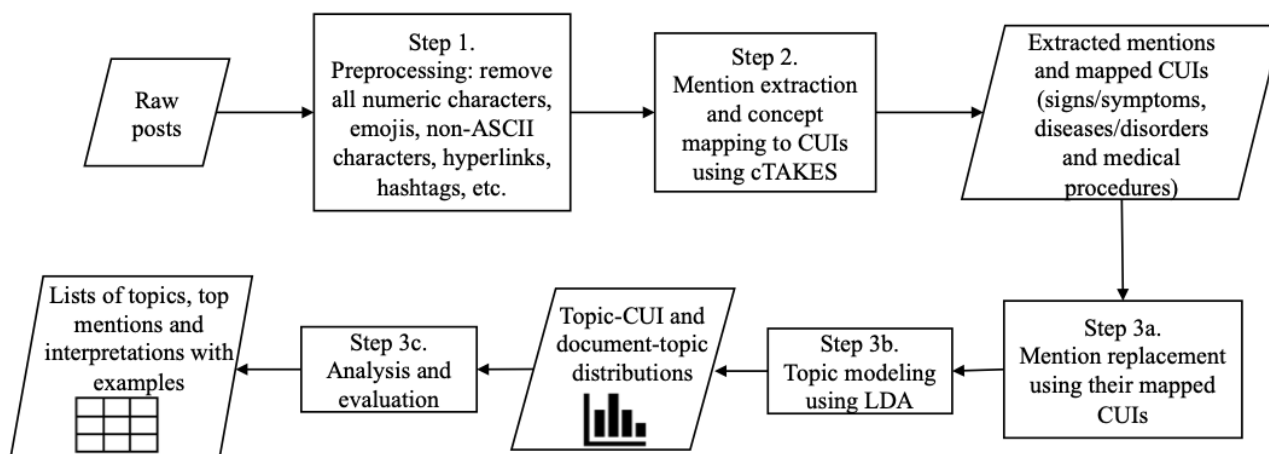 Raw
posts
Step 1.
Preprocessing: remove
all numeric characters,
emojis, non-ASCII
characters, hyperlinks,
hashtags, etc.
Step 2.
Mention extraction
and concept
mapping to CUIs
using cTAKES
Extracted mentions
and mapped CUIs
(signs/symptoms,
diseases/disorders
and medical
procedures)
Step 3a.
Mention replacement
using their mapped
CUIs
Step 3b.
Topic modeling
using LDA
Topic-CUI and
document-topic
distributions
Step 3c.
Analysis and
evaluation
Lists of topics, top
mentions and
interpretations with
examples